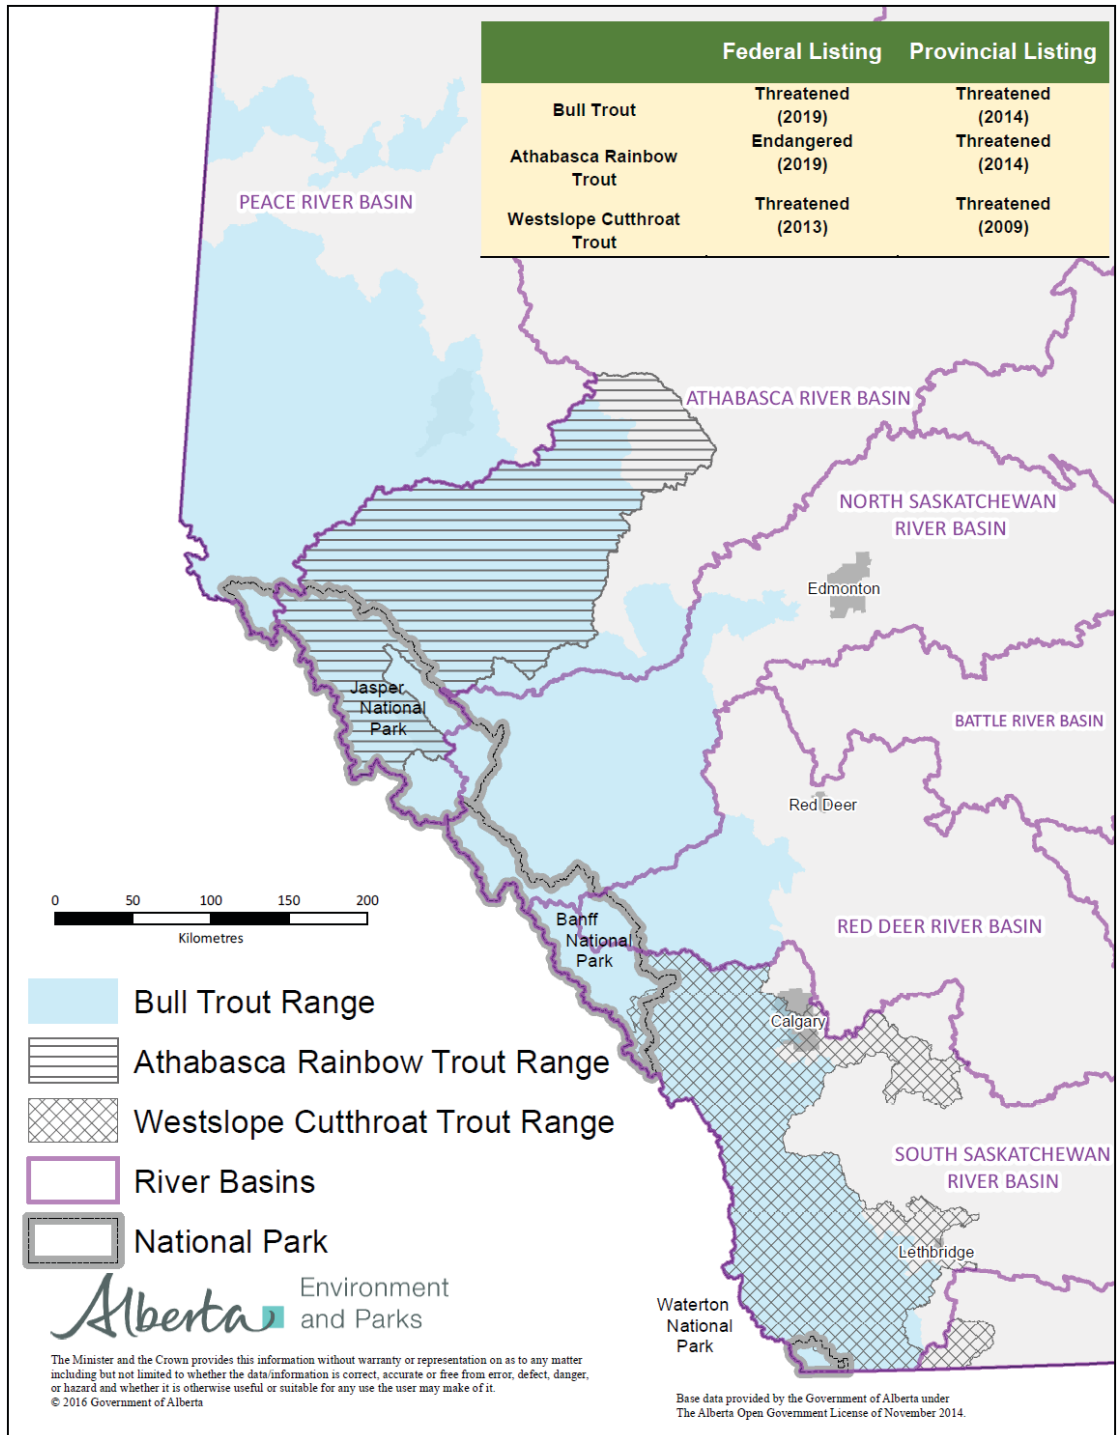 Federal Listing Provincial Listing
Bull Trout
Threatened
(2019)
Threatened
(2014)
Athabasca Rainbow
Trout
Endangered
(2019)
Threatened
(2014)
Westslope Cutthroat
Trout
Threatened
(2013)
Threatened
(2009)
PEACE RIVER BASIN
ATHABASCA RIVER BASIN
NORTH SASKATCHEWAN
RIVER BASIN
Edmonton
Jasper
National
Park
BATTLE RIVER BASIN
Red Deer
0 50 100 150 200
Kilometres
Banff
National
Park
RED DEER RIVER BASIN
Calgary
Bull Trout Range
Athabasca Rainbow Trout Range
Westslope Cutthroat Trout Range
River Basins
National Park
SOUTH SASKATCHEWAN
RIVER BASIN
Lethbridge
Waterton
National
Park
Alberta
Environment
and Parks
The Minister and the Crown provides this information without warranty or representation on as to any matter
including but not limited to whether the data/information is correct, accurate or free from error, defect, danger,
or hazard and whether it is otherwise useful or suitable for any use the user may make of it.
© 2016 Government of Alberta
Base data provided by the Government of Alberta under
The Alberta Open Government License of November 2014.